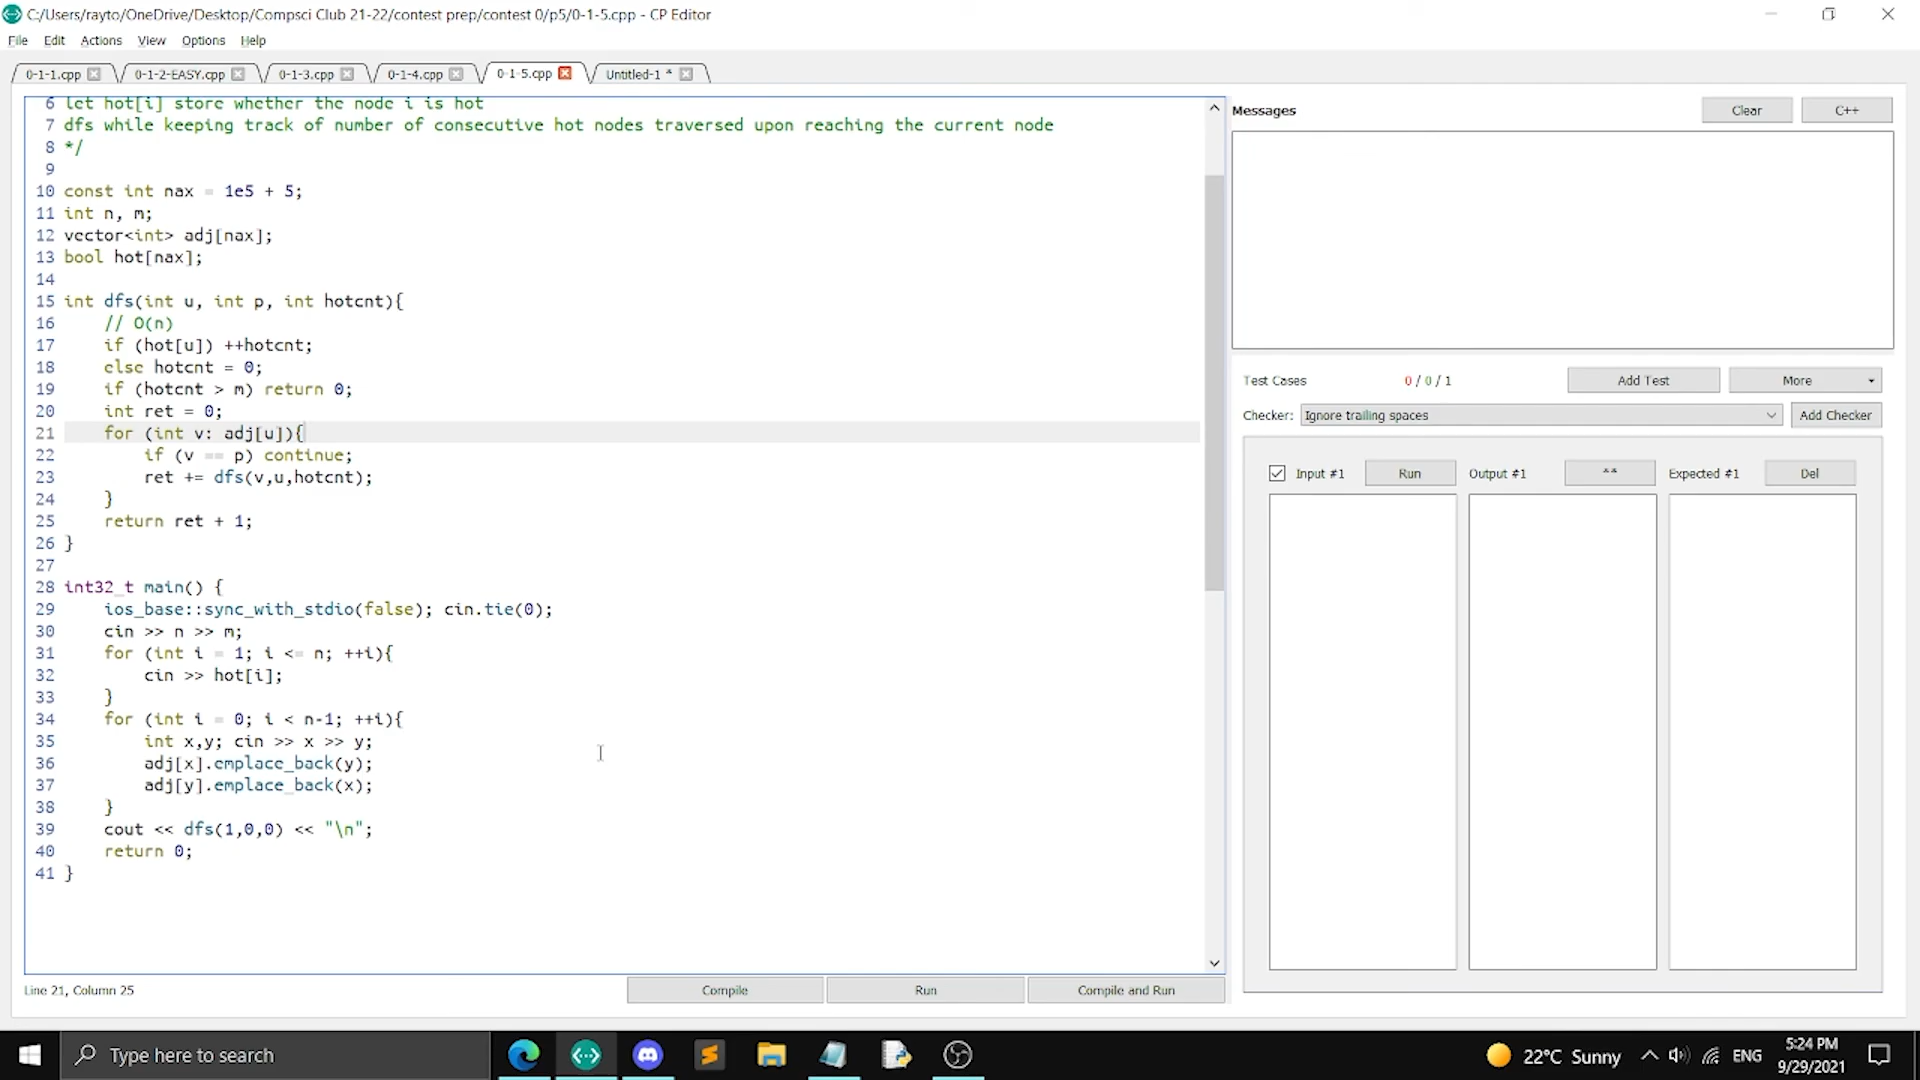 C:/Users/rayto/OneDrive/Desktop/Compsci Club 21-22/contest prep/contest 0/p5/0-1-5.cpp - CP Editor
File Edit Actions View Options Help
0-1-1.cpp 0-1-2-EASY.cpp 0-1-3.cpp 0-1-4.cpp 0-1-5.cpp Untitled-1 *
6 let hot[i] store whether the node i is hot
7 dfs while keeping track of number of consecutive hot nodes traversed upon reaching the current node
8 */
9
10 const int nax = 1e5 + 5;
11 int n, m;
12 vector<int> adj[nax];
13 bool hot[nax];
14
15 int dfs(int u, int p, int hotcnt){
16 // O(n)
17 if (hot[u]) ++hotcnt;
18 else hotcnt = 0;
19 if (hotcnt > m) return 0;
20 int ret = 0;
21 for (int v: adj[u]){
22 if (v == p) continue;
23 ret += dfs(v,u,hotcnt);
24 }
25 return ret + 1;
26 }
27
28 int32_t main() {
29 ios_base::sync_with_stdio(false); cin.tie(0);
30 cin >> n >> m;
31 for (int i = 1; i <= n; ++i){
32 cin >> hot[i];
33 }
34 for (int i = 0; i < n-1; ++i){
35 int x,y; cin >> x >> y;
36 adj[x].emplace_back(y);
37 adj[y].emplace_back(x);
38 }
39 cout << dfs(1,0,0) << "\n";
40 return 0;
41 }
Line 21, Column 25
Compile Run Compile and Run
Messages Clear C++
Test Cases 0 / 0 / 1 Add Test More
Checker: Ignore trailing spaces Add Checker
Input #1 Run Output #1 ** Expected #1 Del
Type here to search
22°C Sunny ENG 5:24 PM
9/29/2021